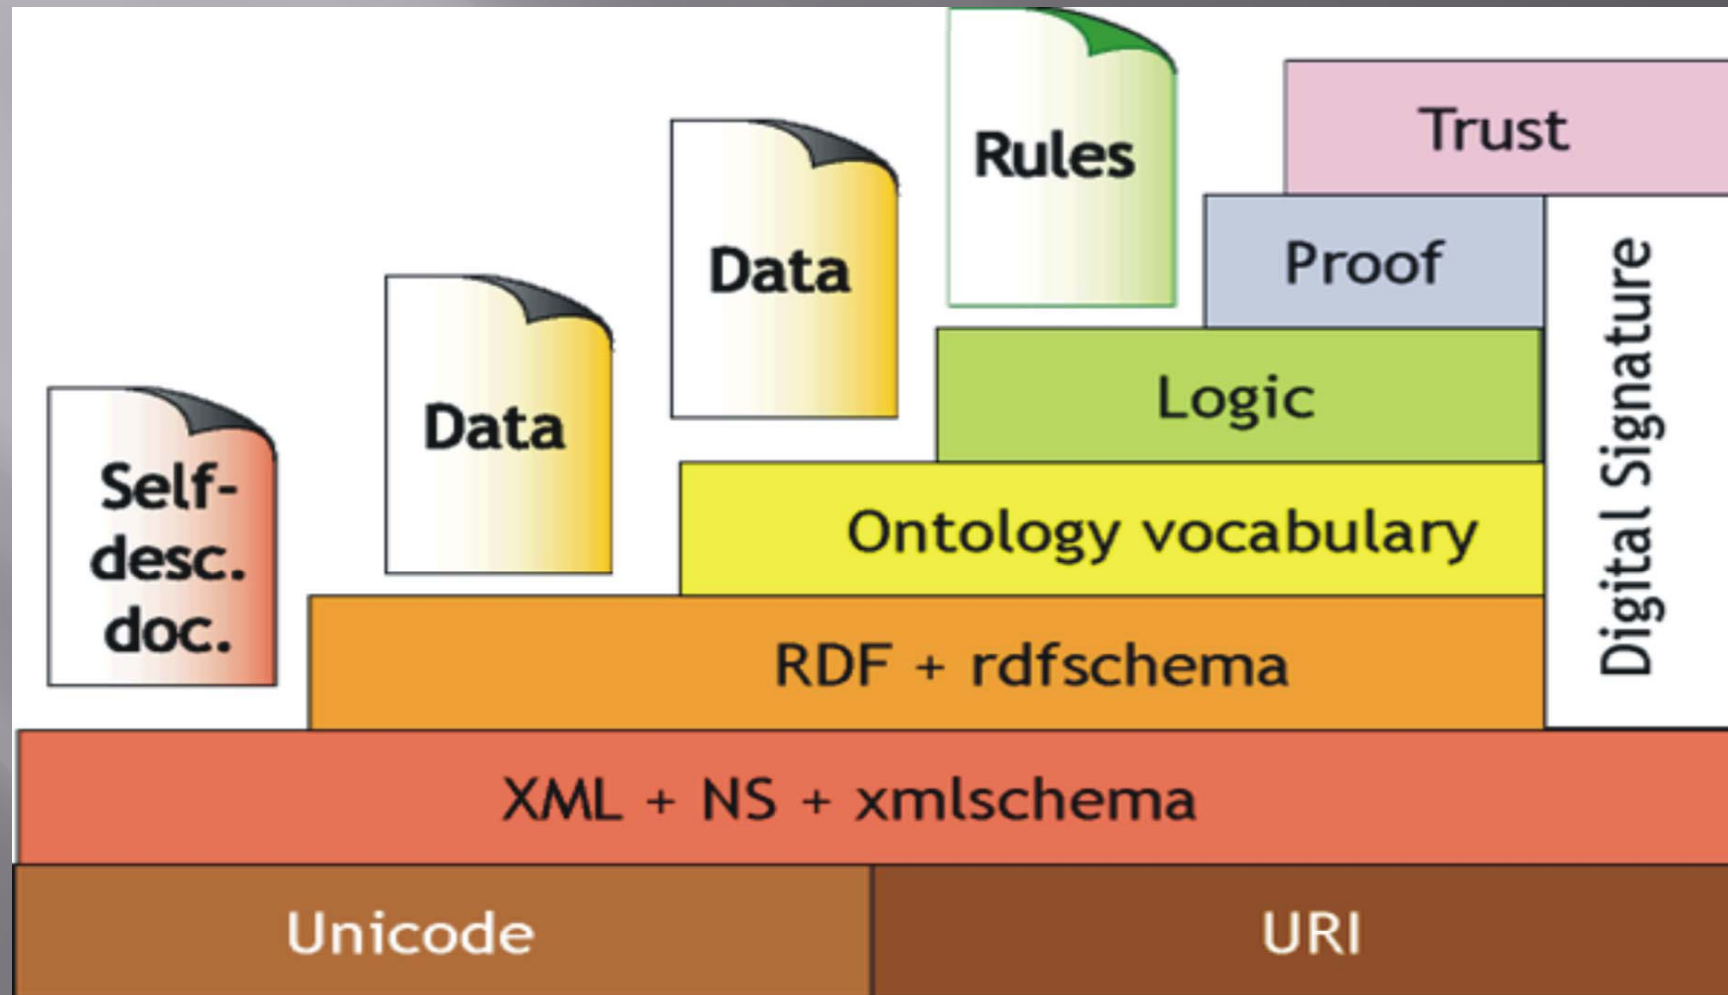 Rules
Trust
Data
Proof
Data
Logic
Digital Signature
Self-
desc.
doc.
Ontology vocabulary
RDF + rdfschema
XML + NS + xmlschema
Unicode
URI